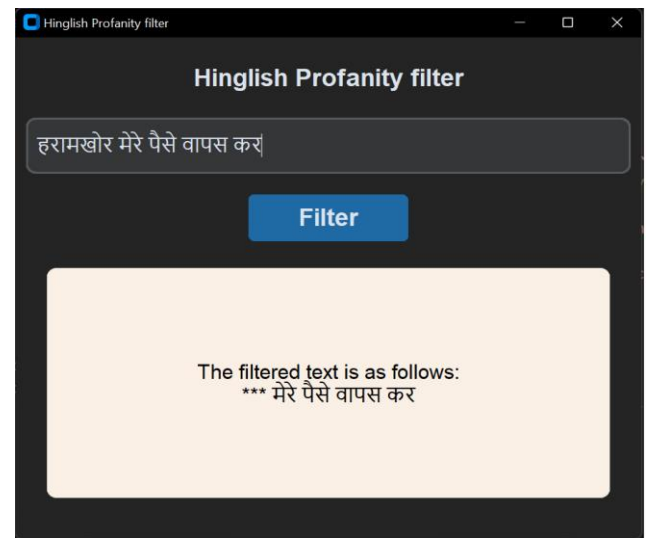 Hinglish Profanity filter
Hinglish Profanity filter
हरामखोर मेरे पैसे वापस कर
Filter
The filtered text is as follows:
*** मेरे पैसे वापस कर